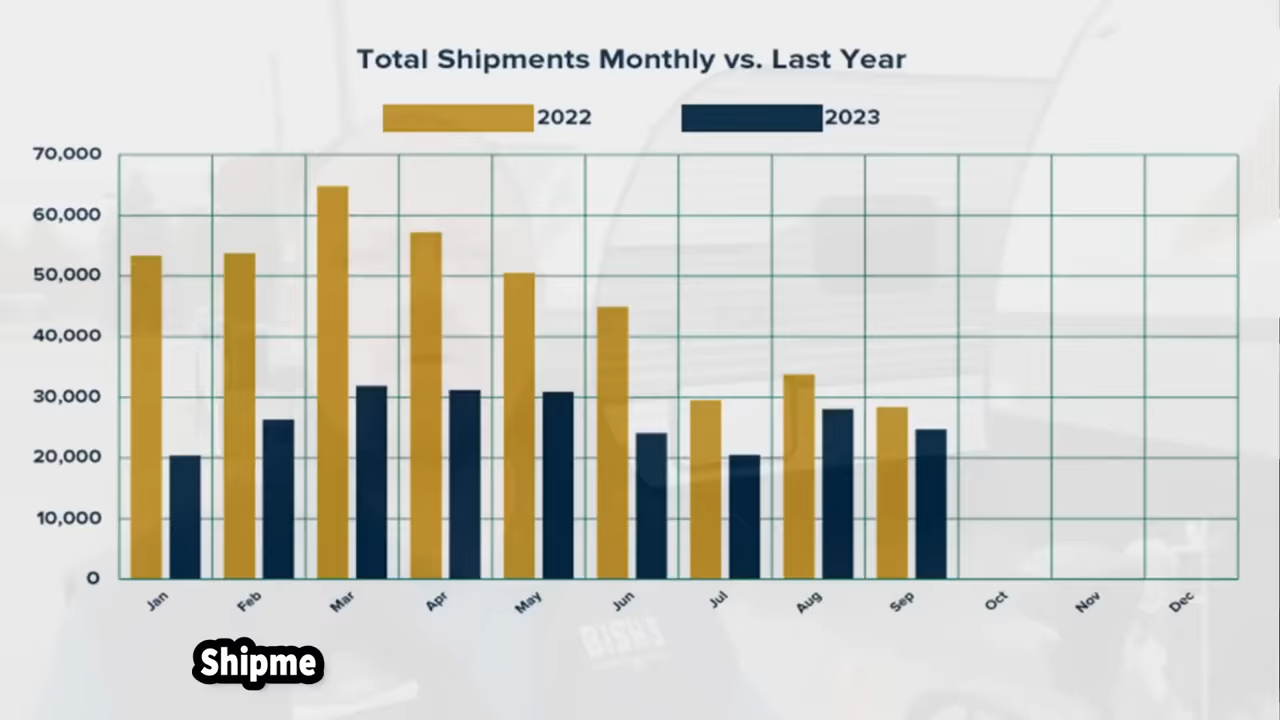 Total Shipments Monthly vs. Last Year
2022 2023
70,000
60,000
50,000
40,000
30,000
20,000
10,000
0
Jan Feb Mar Apr May Jun Jul Aug Sep Oct Nov Dec
BISH'S
Shipme